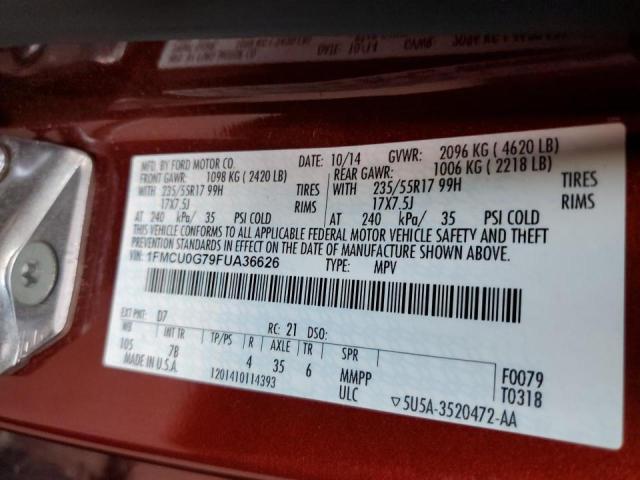 MFD. BY FORD MOTOR CO. DATE: 10/14 GVWR: 2096 KG ( 4620 LB)
FRONT GAWR: 1098 KG ( 2420 LB) REAR GAWR: 1006 KG ( 2218 LB)
WITH 235/55R17 99H TIRES WITH 235/55R17 99H TIRES
17X7.5J RIMS 17X7.5J RIMS
AT 240 kPa/ 35 PSI COLD AT 240 kPa/ 35 PSI COLD
THIS VEHICLE CONFORMS TO ALL APPLICABLE FEDERAL MOTOR VEHICLE SAFETY AND THEFT
PREVENTION STANDARDS IN EFFECT ON THE DATE OF MANUFACTURE SHOWN ABOVE.
VIN: 1FMCU0G79FUA36626 TYPE: MPV
EXT PNT: D7 RC: 21 DSO:
WB INT TR TP/PS R AXLE TR SPR F0079
105 7B 4 35 6 MMPP T0318
MADE IN U.S.A. 1201410114393 ULC ▽5U5A-3520472-AA